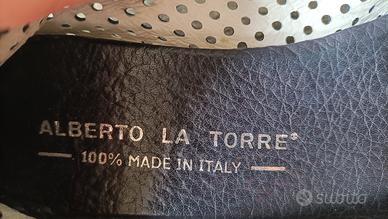 ALBERTO LA TORRE®
100% MADE IN ITALY
subito